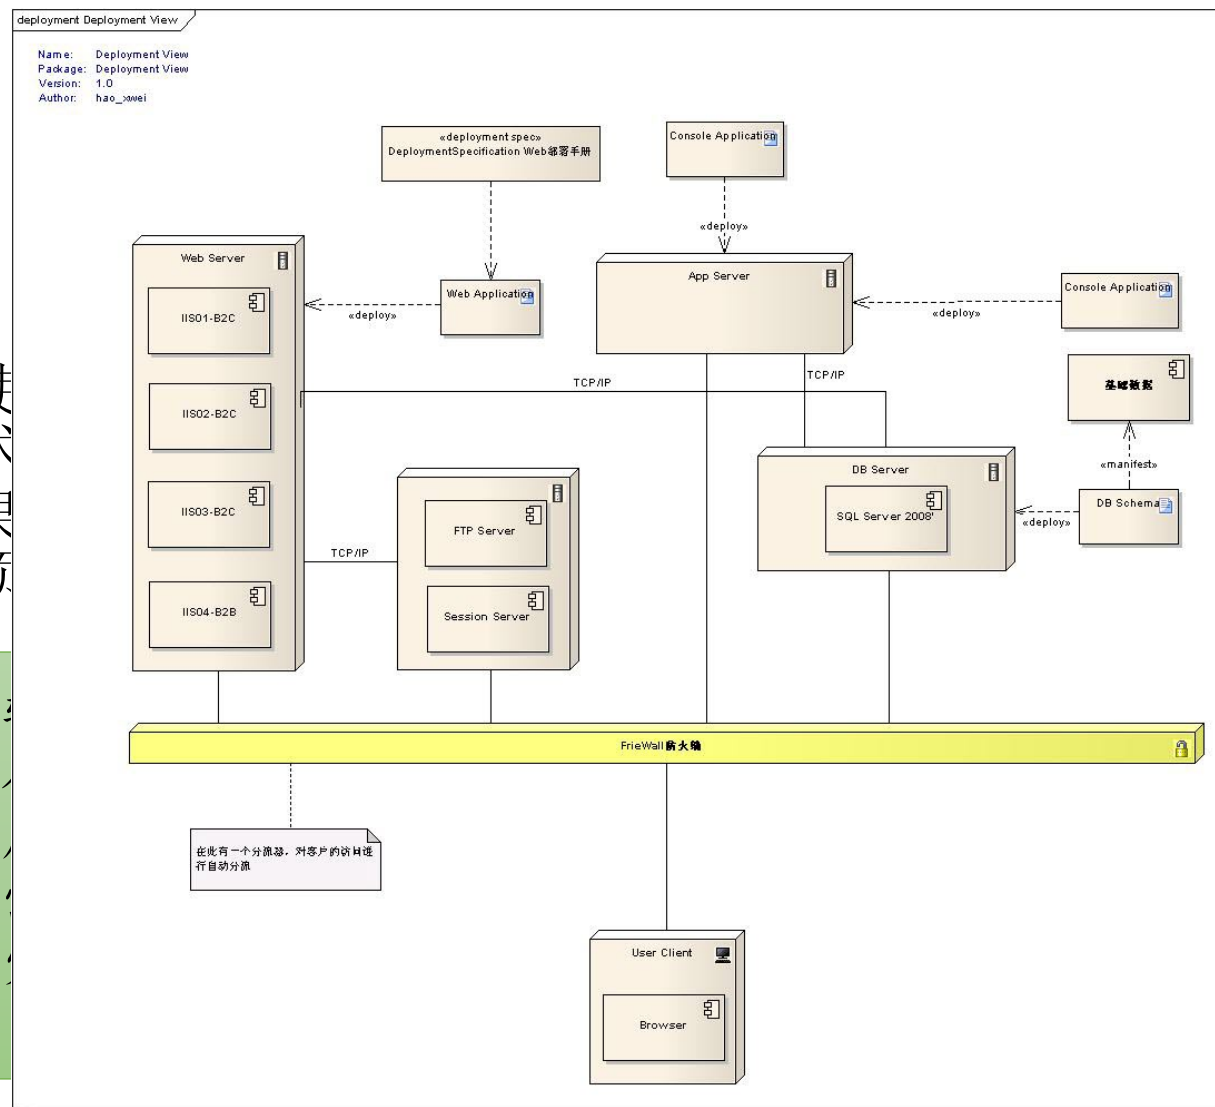 deployment Deployment View
Name: Deployment View
Package: Deployment View
Version: 1.0
Author: hao_xwei
«deployment spec»
DeploymentSpecification Web部署手册
Console Application
«deploy»
Web Server
App Server
IIS01-B2C
Web Application
«deploy»
Console Application
«deploy»
TCP/IP
TCP/IP
基础数据
IIS02-B2C
«manifest»
DB Server
SQL Server 2008'
DB Schema
«deploy»
IIS03-B2C
FTP Server
TCP/IP
IIS04-B2B
Session Server
FrieWall防火墙
在此有一个分流器，对客户的访问进
行自动分流
User Client
Browser